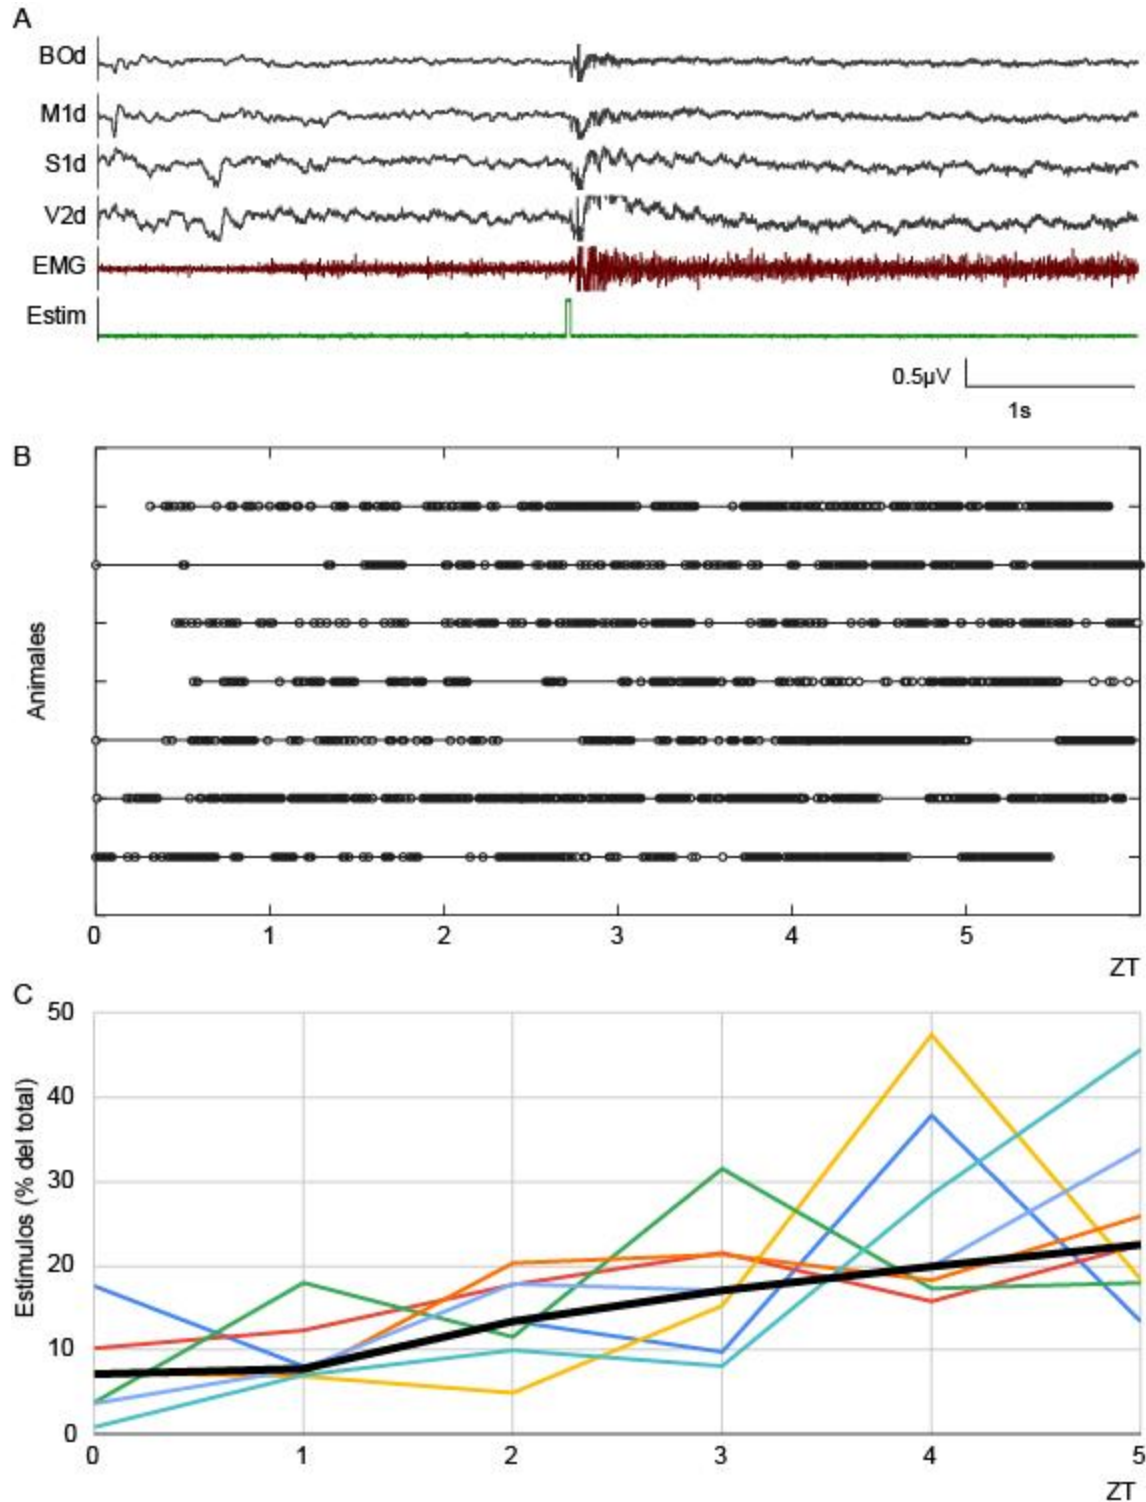 A
BOd
M1d
S1d
V2d
EMG
Estim
0.5µV
1s
B
Animales
0 1 2 3 4 5
ZT
C
Estímulos (% del total)
50
40
30
20
10
0
0 1 2 3 4 5
ZT